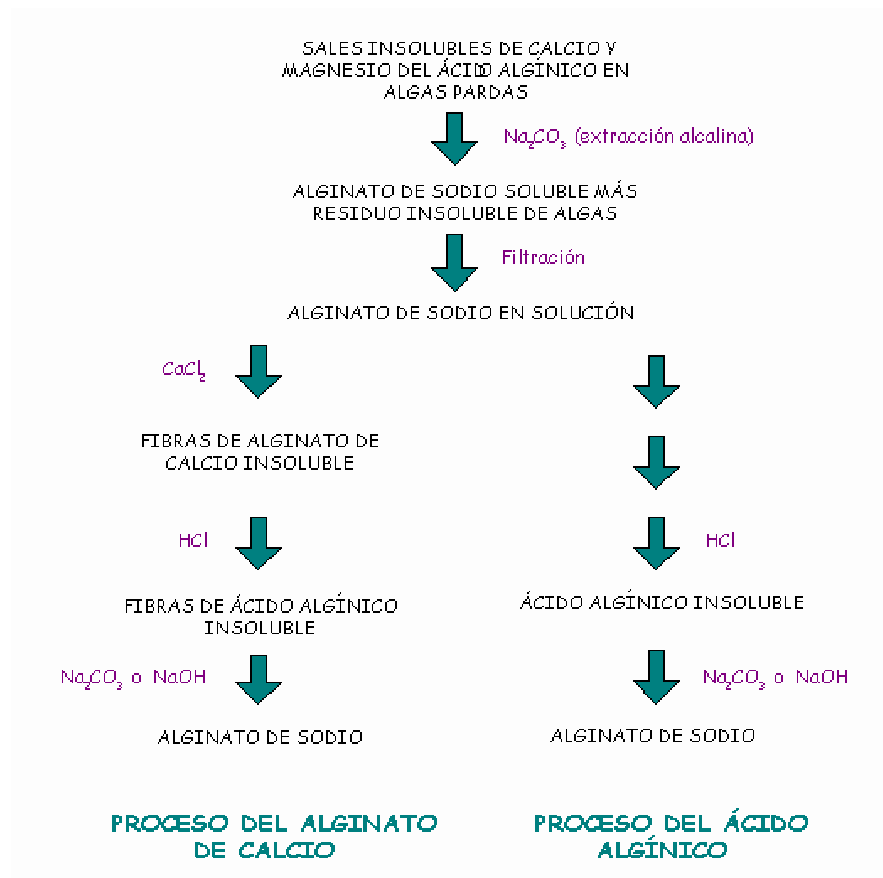 SALES INSOLUBLES DE CALCIO Y
MAGNESIO DEL ÁCIDO ALGÍNICO EN
ALGAS PARDAS
Na₂CO₃ (extracción alcalina)
ALGINATO DE SODIO SOLUBLE MÁS
RESIDUO INSOLUBLE DE ALGAS
Filtración
ALGINATO DE SODIO EN SOLUCIÓN
CaCl₂
FIBRAS DE ALGINATO DE
CALCIO INSOLUBLE
HCl
FIBRAS DE ÁCIDO ALGÍNICO
INSOLUBLE
Na₂CO₃ o NaOH
ALGINATO DE SODIO
PROCESO DEL ALGINATO
DE CALCIO
HCl
ÁCIDO ALGÍNICO INSOLUBLE
Na₂CO₃ o NaOH
ALGINATO DE SODIO
PROCESO DEL ÁCIDO
ALGÍNICO